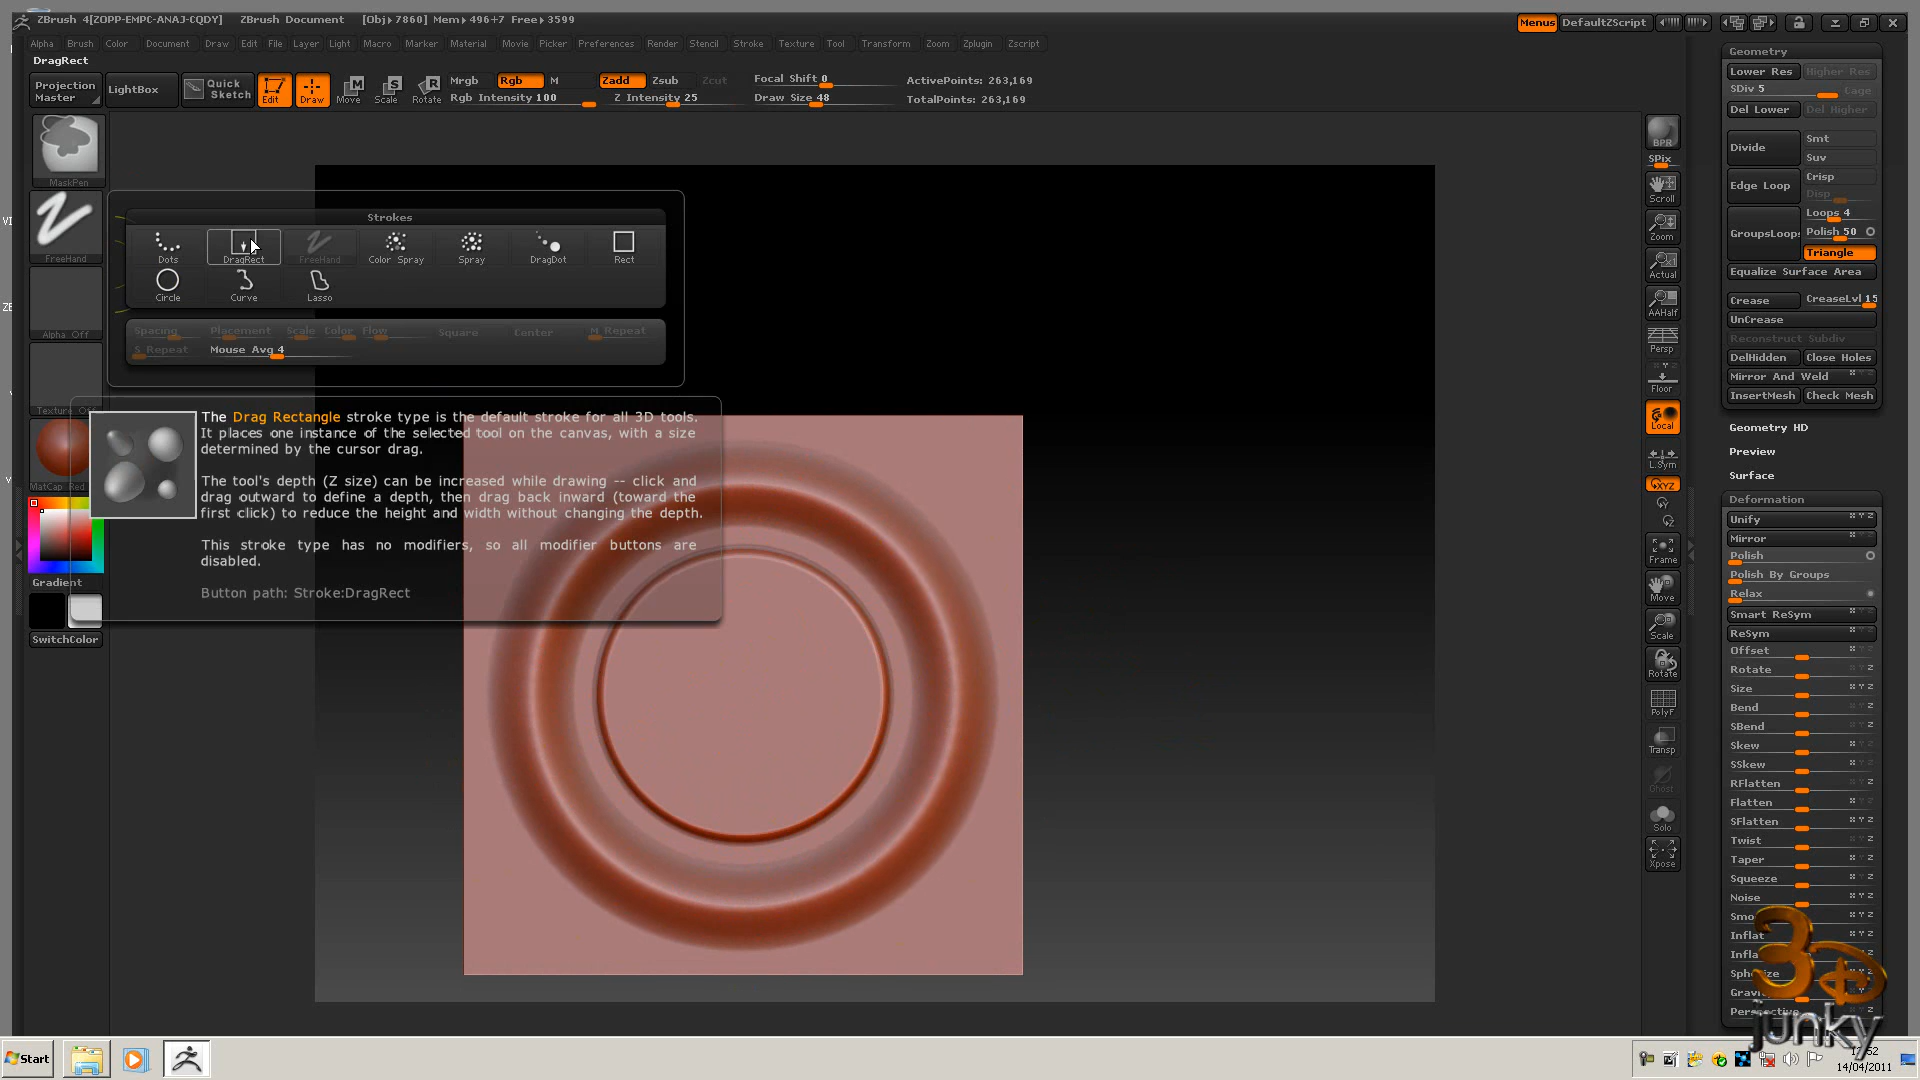 ZBrush 4[ZOPP-EMPC-ANAJ-CQDY] ZBrush Document [Obj▸7860] Mem▸496+7 Free▸3599
Menus DefaultZScript
Alpha Brush Color Document Draw Edit File Layer Light Macro Marker Material Movie Picker Preferences Render Stencil Stroke Texture Tool Transform Zoom Zplugin Zscript
DragRect
Projection Master
LightBox
Quick Sketch
Edit Draw Move Scale Rotate
Mrgb Rgb M
Rgb Intensity 100
Zadd Zsub Zcut
Z Intensity 25
Focal Shift 0
Draw Size 48
ActivePoints: 263,169
TotalPoints: 263,169
MaskPen
FreeHand
Alpha Off
Texture
MatCap Red
Gradient
SwitchColor
Strokes
Dots DragRect FreeHand Color Spray Spray DragDot Rect
Circle Curve Lasso
Spacing Placement Scale Color Flow Square Center M Repeat
S Repeat Mouse Avg 4
The Drag Rectangle stroke type is the default stroke for all 3D tools.
It places one instance of the selected tool on the canvas, with a size
determined by the cursor drag.
The tool's depth (Z size) can be increased while drawing -- click and
drag outward to define a depth, then drag back inward (toward the
first click) to reduce the height and width without changing the depth.
This stroke type has no modifiers, so all modifier buttons are
disabled.
Button path: Stroke:DragRect
BPR
SPix
Scroll
Zoom
Actual
AAHalf
Persp
Floor
Local
L.Sym
XYZ
Frame
Move
Scale
Rotate
PolyF
Transp
Ghost
Solo
Xpose
Geometry
Lower Res Higher Res
SDiv 5 Cage
Del Lower Del Higher
Divide Smt
Suv
Edge Loop Crisp
Disp
GroupsLoops Loops 4
Polish 50
Triangle
Equalize Surface Area
Crease CreaseLvl 15
UnCrease
Reconstruct Subdiv
DelHidden Close Holes
Mirror And Weld
InsertMesh Check Mesh
Geometry HD
Preview
Surface
Deformation
Unify
Mirror
Polish
Polish By Groups
Relax
Smart ReSym
ReSym
Offset
Rotate
Size
Bend
SBend
Skew
SSkew
RFlatten
Flatten
SFlatten
Twist
Taper
Squeeze
Noise
Inflat
Perspective
3D
junky
Start
14/04/2011